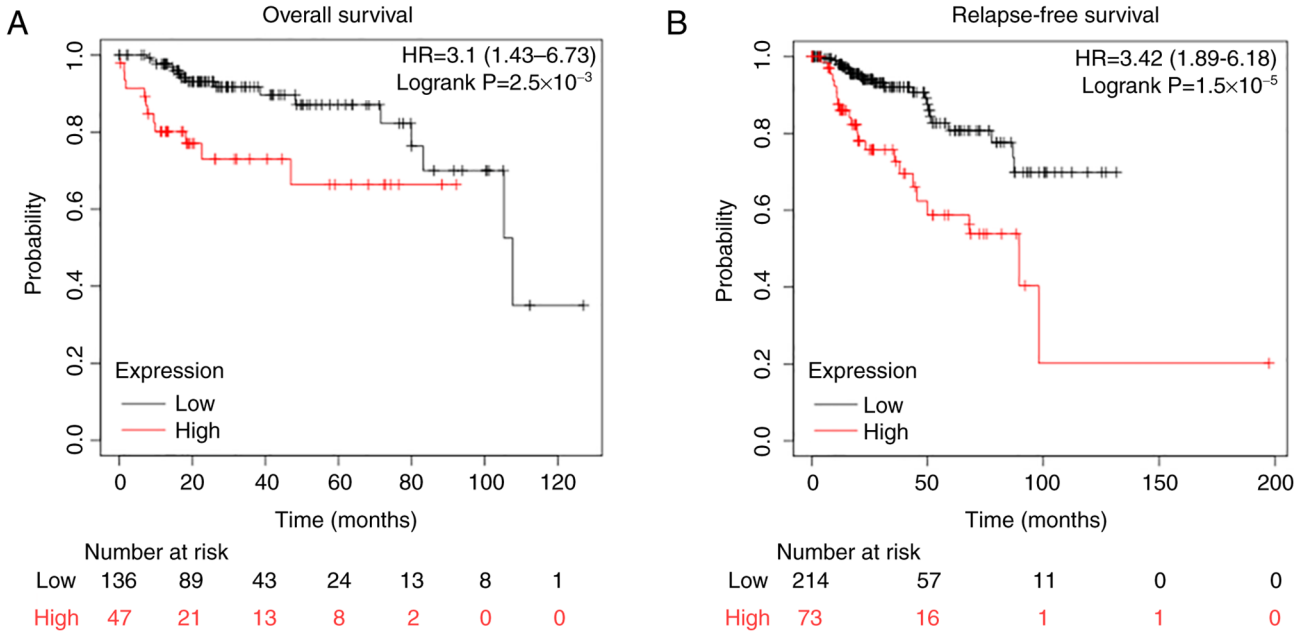 A
Overall survival
HR=3.1 (1.43–6.73)
Logrank P=2.5×10⁻³
Probability
1.0
0.8
0.6
0.4
0.2
0.0
Expression
Low
High
0 20 40 60 80 100 120
Time (months)
Number at risk
Low 136 89 43 24 13 8 1
High 47 21 13 8 2 0 0
B
Relapse-free survival
HR=3.42 (1.89-6.18)
Logrank P=1.5×10⁻⁵
Probability
1.0
0.8
0.6
0.4
0.2
0.0
Expression
Low
High
0 50 100 150 200
Time (months)
Number at risk
Low 214 57 11 0 0
High 73 16 1 1 0